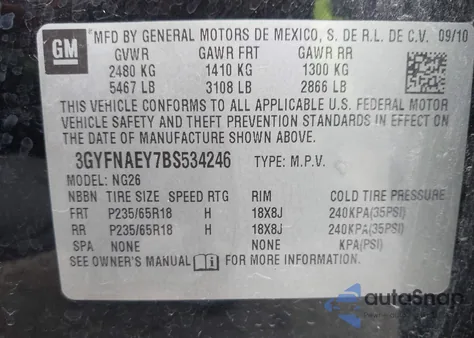 GM MFD BY GENERAL MOTORS DE MEXICO, S. DE R.L. DE C.V. 09/10
GVWR GAWR FRT GAWR RR
2480 KG 1410 KG 1300 KG
5467 LB 3108 LB 2866 LB
THIS VEHICLE CONFORMS TO ALL APPLICABLE U.S. FEDERAL MOTOR
VEHICLE SAFETY AND THEFT PREVENTION STANDARDS IN EFFECT ON THE
DATE OF MANUFACTURE SHOWN ABOVE.
3GYFNAEY7BS534246 TYPE: M.P.V.
MODEL: NG26
NBBN TIRE SIZE SPEED RTG RIM COLD TIRE PRESSURE
FRT P235/65R18 H 18X8J 240KPA(35PSI)
RR P235/65R18 H 18X8J 240KPA(35PSI)
SPA NONE NONE KPA(PSI)
SEE OWNER'S MANUAL i FOR MORE INFORMATION.
autoSnap